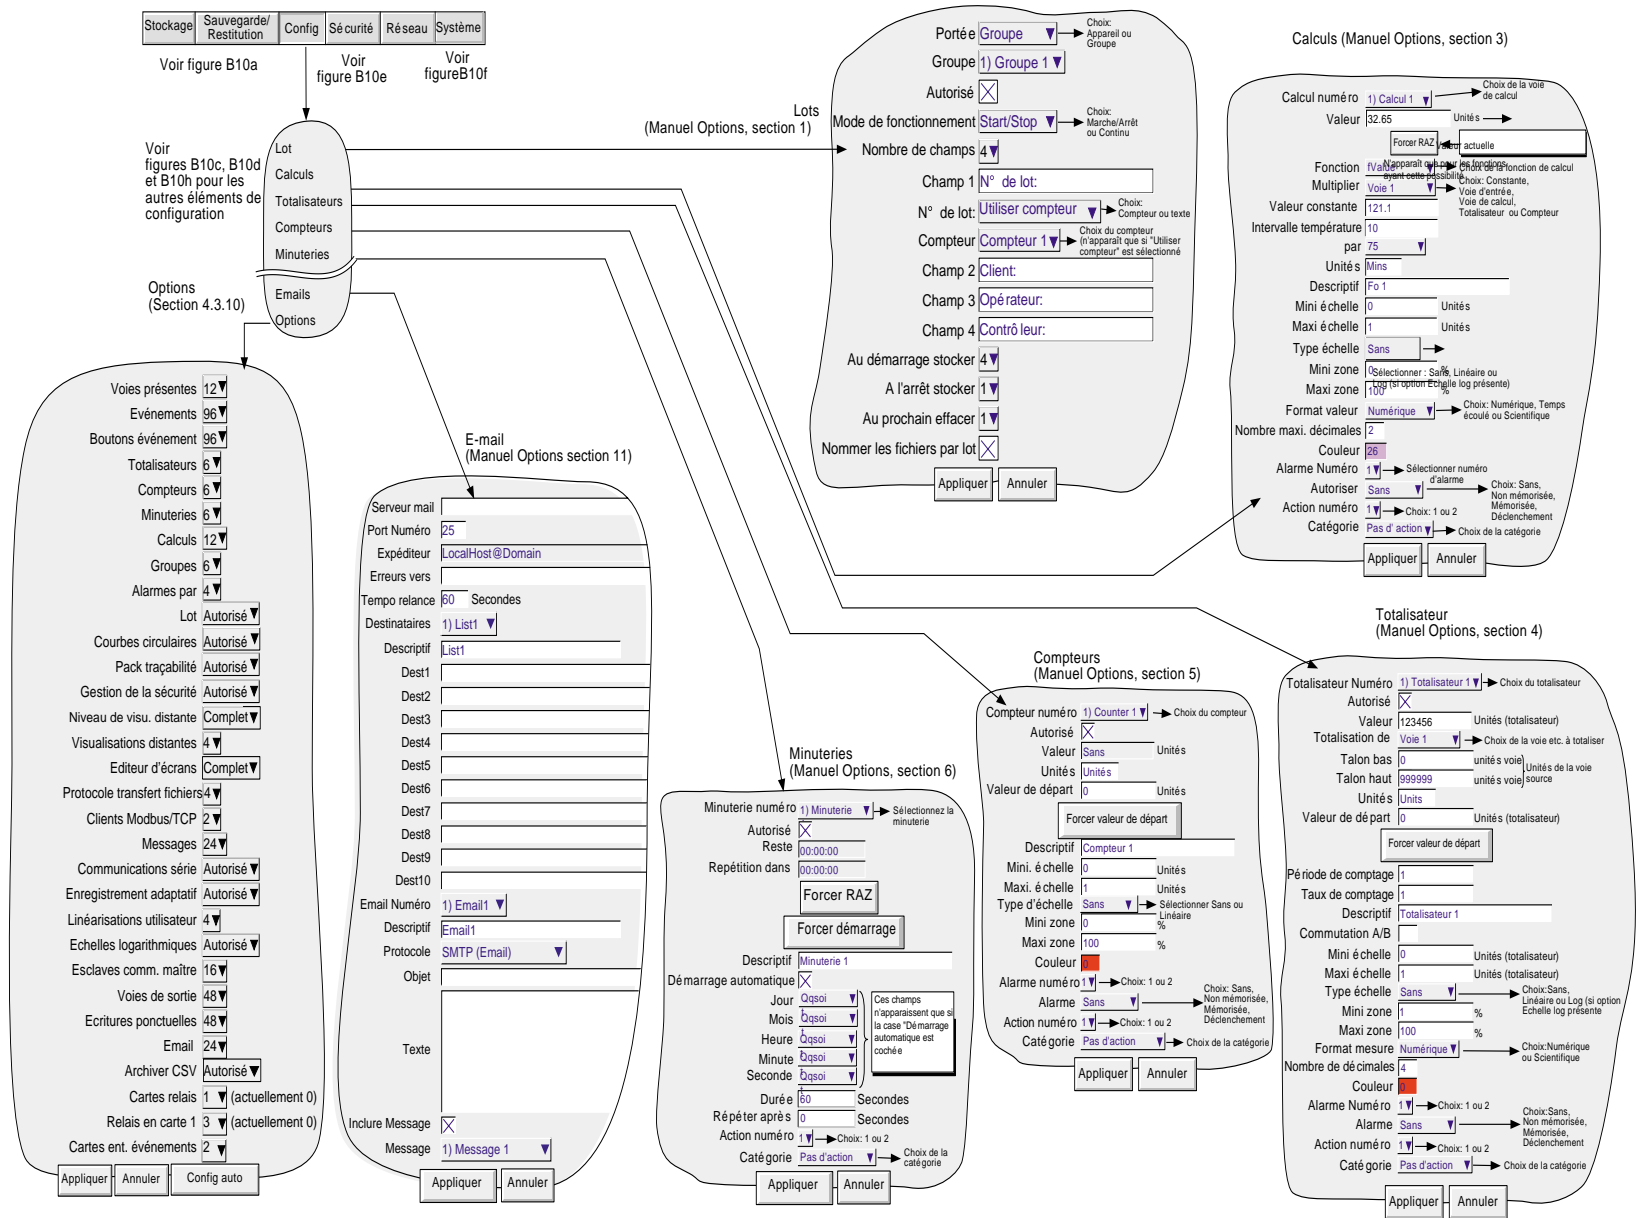 Stockage
Sauvegarde/
Restitution
Config
Sécurité
Réseau
Système
Voir figure B10a
Voir
figure B10e
Voir
figureB10f
Voir
figures B10c, B10d
et B10h pour les
autres éléments de
configuration
Lot
Calculs
Totalisateurs
Compteurs
Minuteries
Emails
Options
Options
(Section 4.3.10)
Voies présentes 12
Evénements 96
Boutons événement 96
Totalisateurs 6
Compteurs 6
Minuteries 6
Calculs 12
Groupes 6
Alarmes par 4
Lot Autorisé
Courbes circulaires Autorisé
Pack traçabilité Autorisé
Gestion de la sécurité Autorisé
Niveau de visu. distante Complet
Visualisations distantes 4
Editeur d'écrans Complet
Protocole transfert fichiers 4
Clients Modbus/TCP 2
Messages 24
Communications série Autorisé
Enregistrement adaptatif Autorisé
Linéarisations utilisateur 4
Echelles logarithmiques Autorisé
Esclaves comm. maître 16
Voies de sortie 48
Ecritures ponctuelles 48
Email 24
Archiver CSV Autorisé
Cartes relais 1 (actuellement 0)
Relais en carte 1 3 (actuellement 0)
Cartes ent. événements 2
Appliquer Annuler Config auto
E-mail
(Manuel Options section 11)
Serveur mail
Port Numéro 25
Expéditeur LocalHost@Domain
Erreurs vers
Tempo relance 60 Secondes
Destinataires 1) List1
Descriptif List1
Dest1
Dest2
Dest3
Dest4
Dest5
Dest6
Dest7
Dest8
Dest9
Dest10
Email Numéro 1) Email1
Descriptif Email1
Protocole SMTP (Email)
Objet
Texte
Inclure Message
Message 1) Message 1
Appliquer Annuler
Lots
(Manuel Options, section 1)
Portée Groupe
Choix:
Appareil ou
Groupe
Groupe 1) Groupe 1
Autorisé
Mode de fonctionnement Start/Stop
Choix:
Marche/Arrêt
ou Continu
Nombre de champs 4
Champ 1 N° de lot:
N° de lot: Utiliser compteur
Choix:
Compteur ou texte
Compteur Compteur 1
Choix du compteur
(n'apparaît que si "Utiliser
compteur" est sélectionné
Champ 2 Client:
Champ 3 Opérateur:
Champ 4 Contrôleur:
Au démarrage stocker 4
A l'arrêt stocker 1
Au prochain effacer 1
Nommer les fichiers par lot
Appliquer Annuler
Minuteries
(Manuel Options, section 6)
Minuterie numéro 1) Minuterie
Sélectionnez la
minuterie
Autorisé
Reste 00:00:00
Repétition dans 00:00:00
Forcer RAZ
Forcer démarrage
Descriptif Minuterie 1
Démarrage automatique
Jour Qqsoi
Mois Qqsoi
Heure Qqsoi
Minute Qqsoi
Seconde Qqsoi
Ces champs
n'apparaissent que si
la case "Démarrage
automatique est
cochée
Durée 60 Secondes
Répéter après 0 Secondes
Action numéro 1 Choix: 1 ou 2
Catégorie Pas d'action
Choix de la
catégorie
Appliquer Annuler
Compteurs
(Manuel Options, section 5)
Compteur numéro 1) Counter 1 Choix du compteur
Autorisé
Valeur Sans Unités
Unités Unités
Valeur de départ 0 Unités
Forcer valeur de départ
Descriptif Compteur 1
Mini. échelle 0 Unités
Maxi. échelle 1 Unités
Type d'échelle Sans
Sélectionner Sans ou
Linéaire
Mini zone 0 %
Maxi zone 100 %
Couleur 0
Alarme numéro 1 Choix: 1 ou 2
Alarme Sans
Choix: Sans,
Non mémorisée,
Mémorisée,
Déclenchement
Action numéro 1 Choix: 1 ou 2
Catégorie Pas d'action Choix de la catégorie
Appliquer Annuler
Calculs (Manuel Options, section 3)
Calcul numéro 1) Calcul 1
Choix de la voie
de calcul
Valeur 32.65 Unités
Valeur actuelle
Forcer RAZ
N'apparaît que pour les fonctions
ayant cette possibilité
Fonction fValue Choix de la fonction de calcul
Multiplier Voie 1
Choix: Constante,
Voie d'entrée,
Voie de calcul,
Totalisateur ou Compteur
Valeur constante 121.1
Intervalle température 10
par 75
Unités Mins
Descriptif Fo 1
Mini échelle 0 Unités
Maxi échelle 1 Unités
Type échelle Sans
Sélectionner : Sans, Linéaire ou
Log (si option Echelle log présente)
Mini zone 0 %
Maxi zone 100 %
Format valeur Numérique
Choix: Numérique, Temps
écoulé ou Scientifique
Nombre maxi. décimales 2
Couleur 26
Alarme Numéro 1
Sélectionner numéro
d'alarme
Autoriser Sans
Choix: Sans,
Non mémorisée,
Mémorisée,
Déclenchement
Action numéro 1 Choix: 1 ou 2
Catégorie Pas d' action Choix de la catégorie
Appliquer Annuler
Totalisateur
(Manuel Options, section 4)
Totalisateur Numéro 1) Totalisateur 1 Choix du totalisateur
Autorisé
Valeur 123456 Unités (totalisateur)
Totalisation de Voie 1 Choix de la voie etc. à totaliser
Talon bas 0 unités voie
Talon haut 999999 unités voie
Unités de la voie
source
Unités Units
Valeur de départ 0 Unités (totalisateur)
Forcer valeur de départ
Période de comptage 1
Taux de comptage 1
Descriptif Totalisateur 1
Commutation A/B
Mini échelle 0 Unités (totalisateur)
Maxi échelle 1 Unités (totalisateur)
Type échelle Sans
Choix:Sans,
Linéaire ou Log (si option
Echelle log présente
Mini zone 1 %
Maxi zone 100 %
Format mesure Numérique
Choix:Numérique
ou Scientifique
Nombre de décimales 4
Couleur 0
Alarme Numéro 1 Choix: 1 ou 2
Alarme Sans
Choix:Sans,
Non mémorisée,
Mémorisée,
Déclenchement
Action numéro 1 Choix: 1 ou 2
Catégorie Pas d'action Choix de la catégorie
Appliquer Annuler